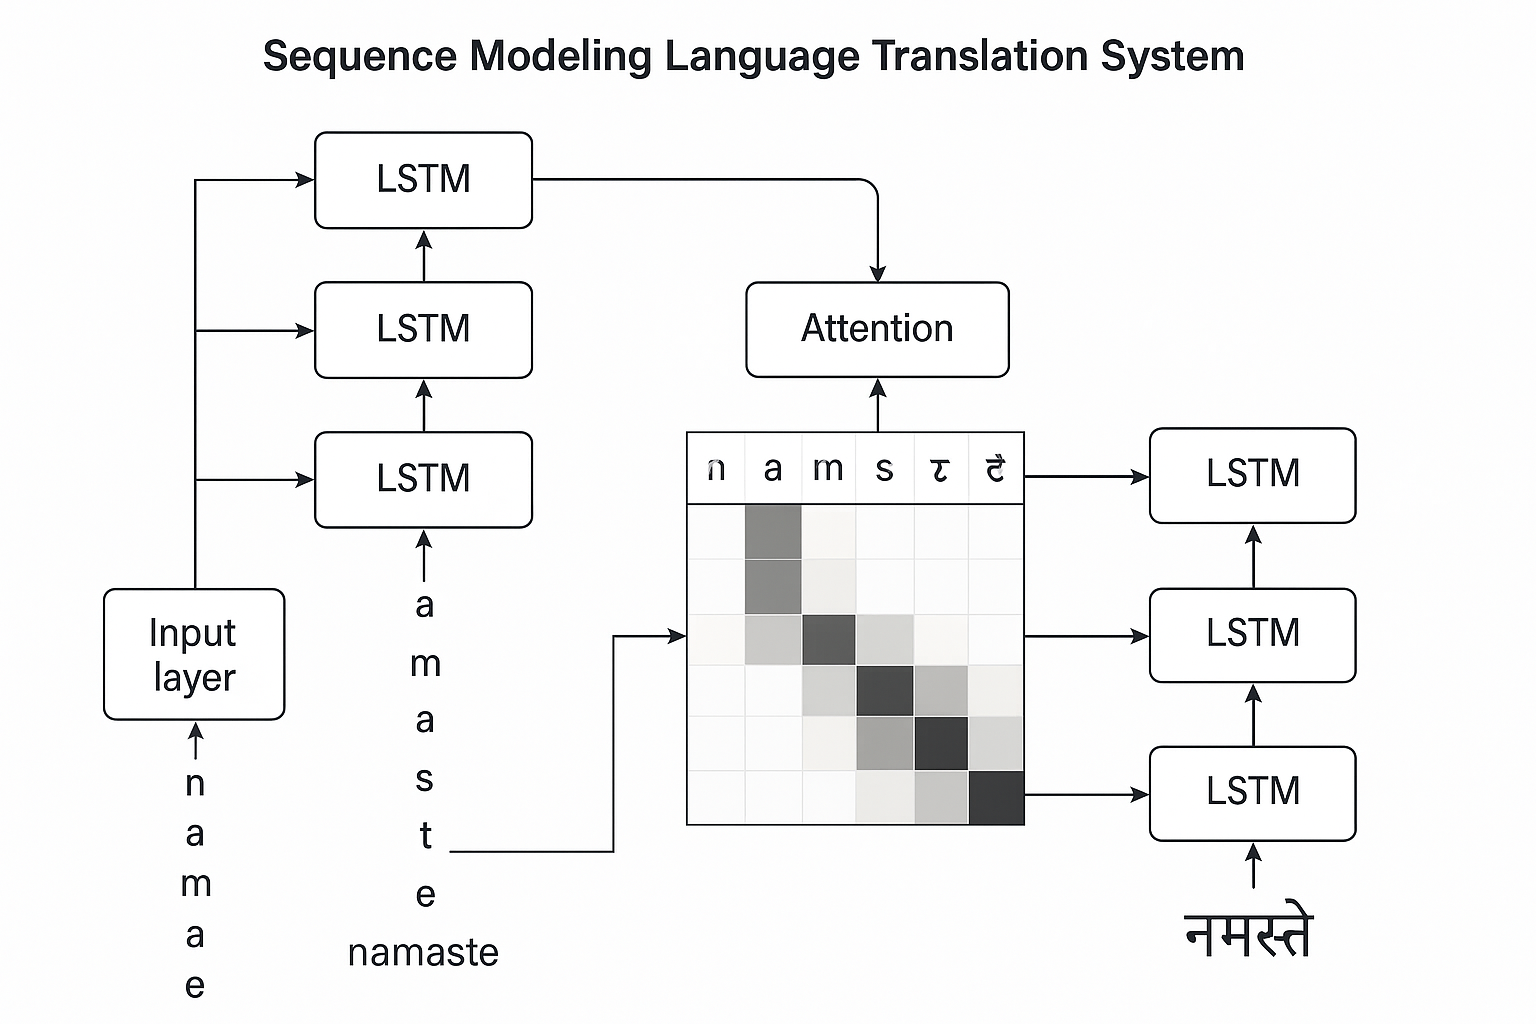 Sequence Modeling Language Translation System
LSTM
LSTM
LSTM
Input
layer
n
a
m
a
e
a
m
a
s
t
e
namaste
Attention
n a m s
LSTM
LSTM
LSTM
नमस्ते